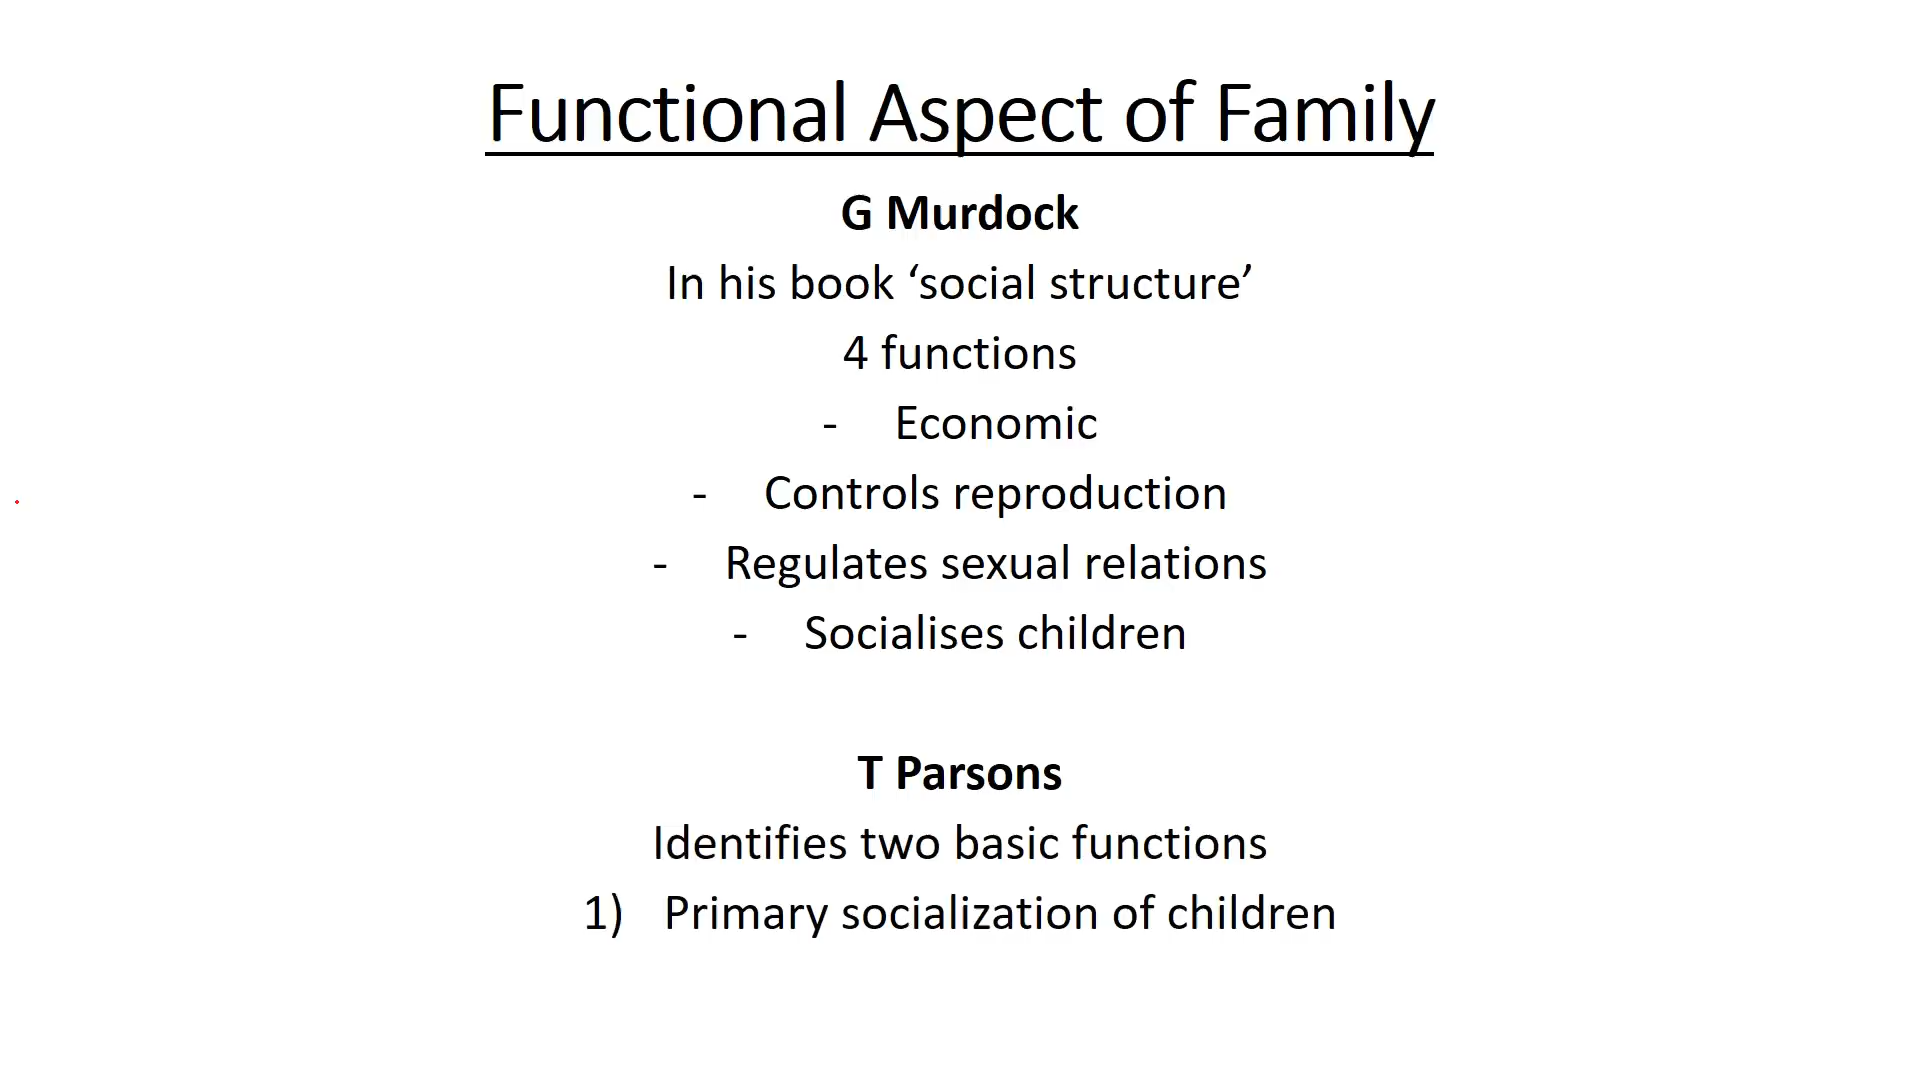 Functional Aspect of Family
G Murdock
In his book ‘social structure’
4 functions
- Economic
- Controls reproduction
- Regulates sexual relations
- Socialises children
T Parsons
Identifies two basic functions
1) Primary socialization of children